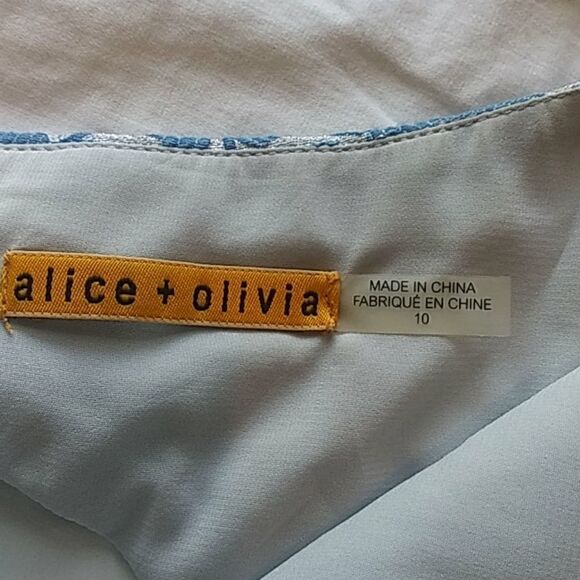 alice + olivia
MADE IN CHINA
FABRIQUÉ EN CHINE
10